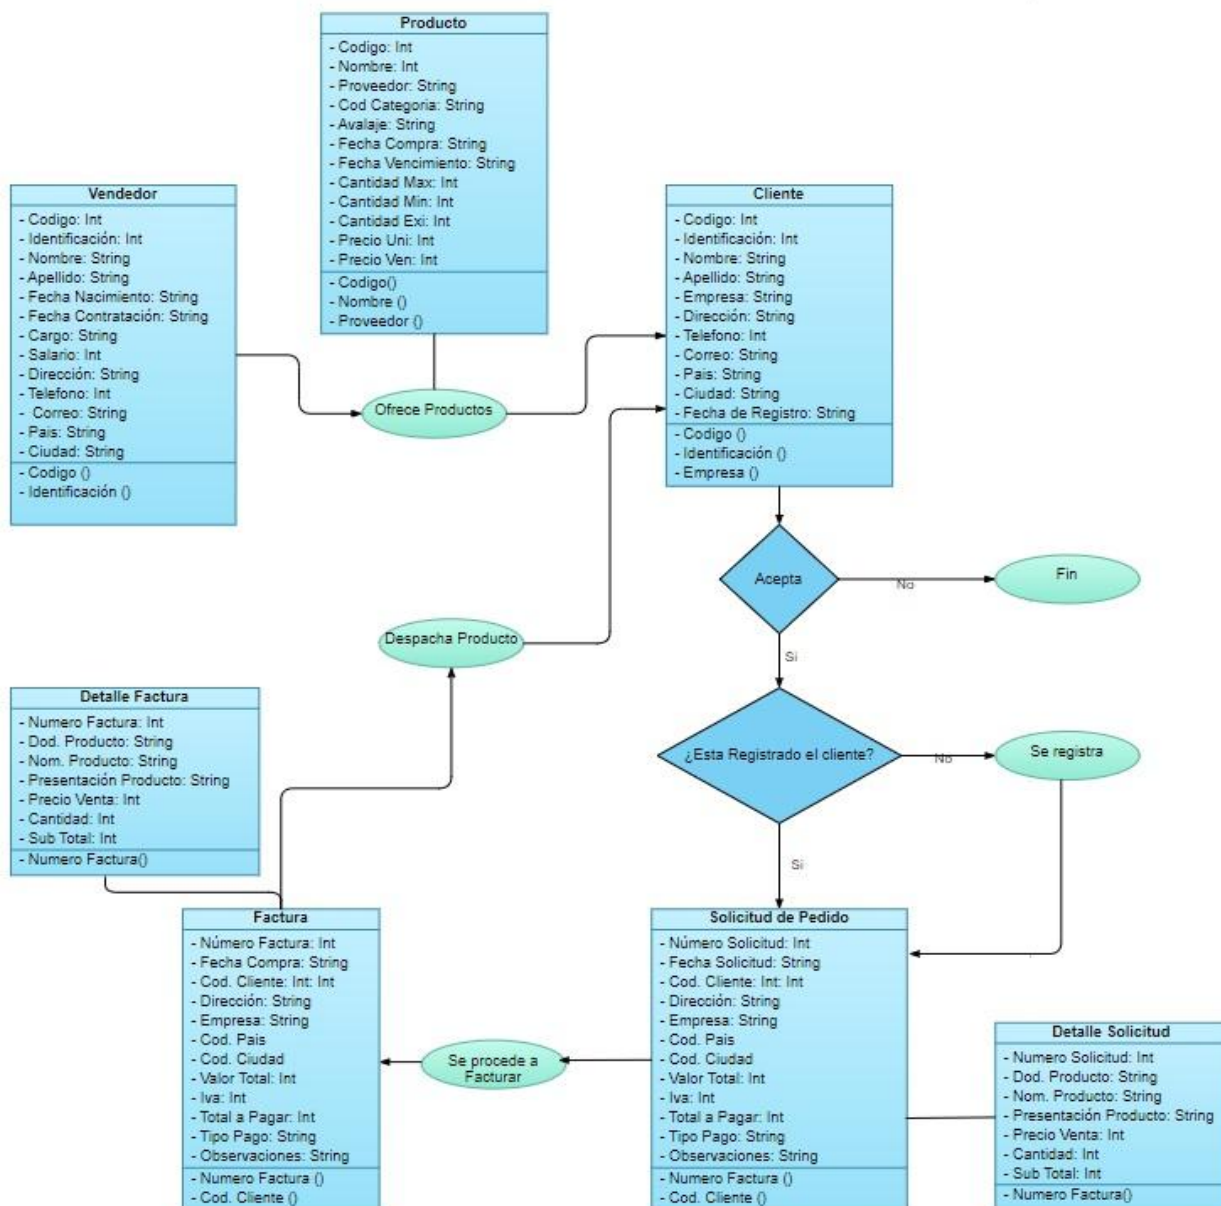 Producto
- Codigo: Int
- Nombre: Int
- Proveedor: String
- Cod Categoria: String
- Avalaje: String
- Fecha Compra: String
- Fecha Vencimiento: String
- Cantidad Max: Int
- Cantidad Min: Int
- Cantidad Exi: Int
- Precio Uni: Int
- Precio Ven: Int
- Codigo()
- Nombre ()
- Proveedor ()
Vendedor
- Codigo: Int
- Identificación: Int
- Nombre: String
- Apellido: String
- Fecha Nacimiento: String
- Fecha Contratación: String
- Cargo: String
- Salario: Int
- Dirección: String
- Telefono: Int
- Correo: String
- Pais: String
- Ciudad: String
- Codigo ()
- Identificación ()
Ofrece Productos
Cliente
- Codigo: Int
- Identificación: Int
- Nombre: String
- Apellido: String
- Empresa: String
- Dirección: String
- Telefono: Int
- Correo: String
- Pais: String
- Ciudad: String
- Fecha de Registro: String
- Codigo ()
- Identificación ()
- Empresa ()
Acepta
No
Fin
Si
Despacha Producto
¿Esta Registrado el cliente?
No
Se registra
Si
Detalle Factura
- Numero Factura: Int
- Dod. Producto: String
- Nom. Producto: String
- Presentación Producto: String
- Precio Venta: Int
- Cantidad: Int
- Sub Total: Int
- Numero Factura()
Factura
- Número Factura: Int
- Fecha Compra: String
- Cod. Cliente: Int: Int
- Dirección: String
- Empresa: String
- Cod. Pais
- Cod. Ciudad
- Valor Total: Int
- Iva: Int
- Total a Pagar: Int
- Tipo Pago: String
- Observaciones: String
- Numero Factura ()
- Cod. Cliente ()
Se procede a
Facturar
Solicitud de Pedido
- Número Solicitud: Int
- Fecha Solicitud: String
- Cod. Cliente: Int: Int
- Dirección: String
- Empresa: String
- Cod. Pais
- Cod. Ciudad
- Valor Total: Int
- Iva: Int
- Total a Pagar: Int
- Tipo Pago: String
- Observaciones: String
- Numero Factura ()
- Cod. Cliente ()
Detalle Solicitud
- Numero Solicitud: Int
- Dod. Producto: String
- Nom. Producto: String
- Presentación Producto: String
- Precio Venta: Int
- Cantidad: Int
- Sub Total: Int
- Numero Factura()